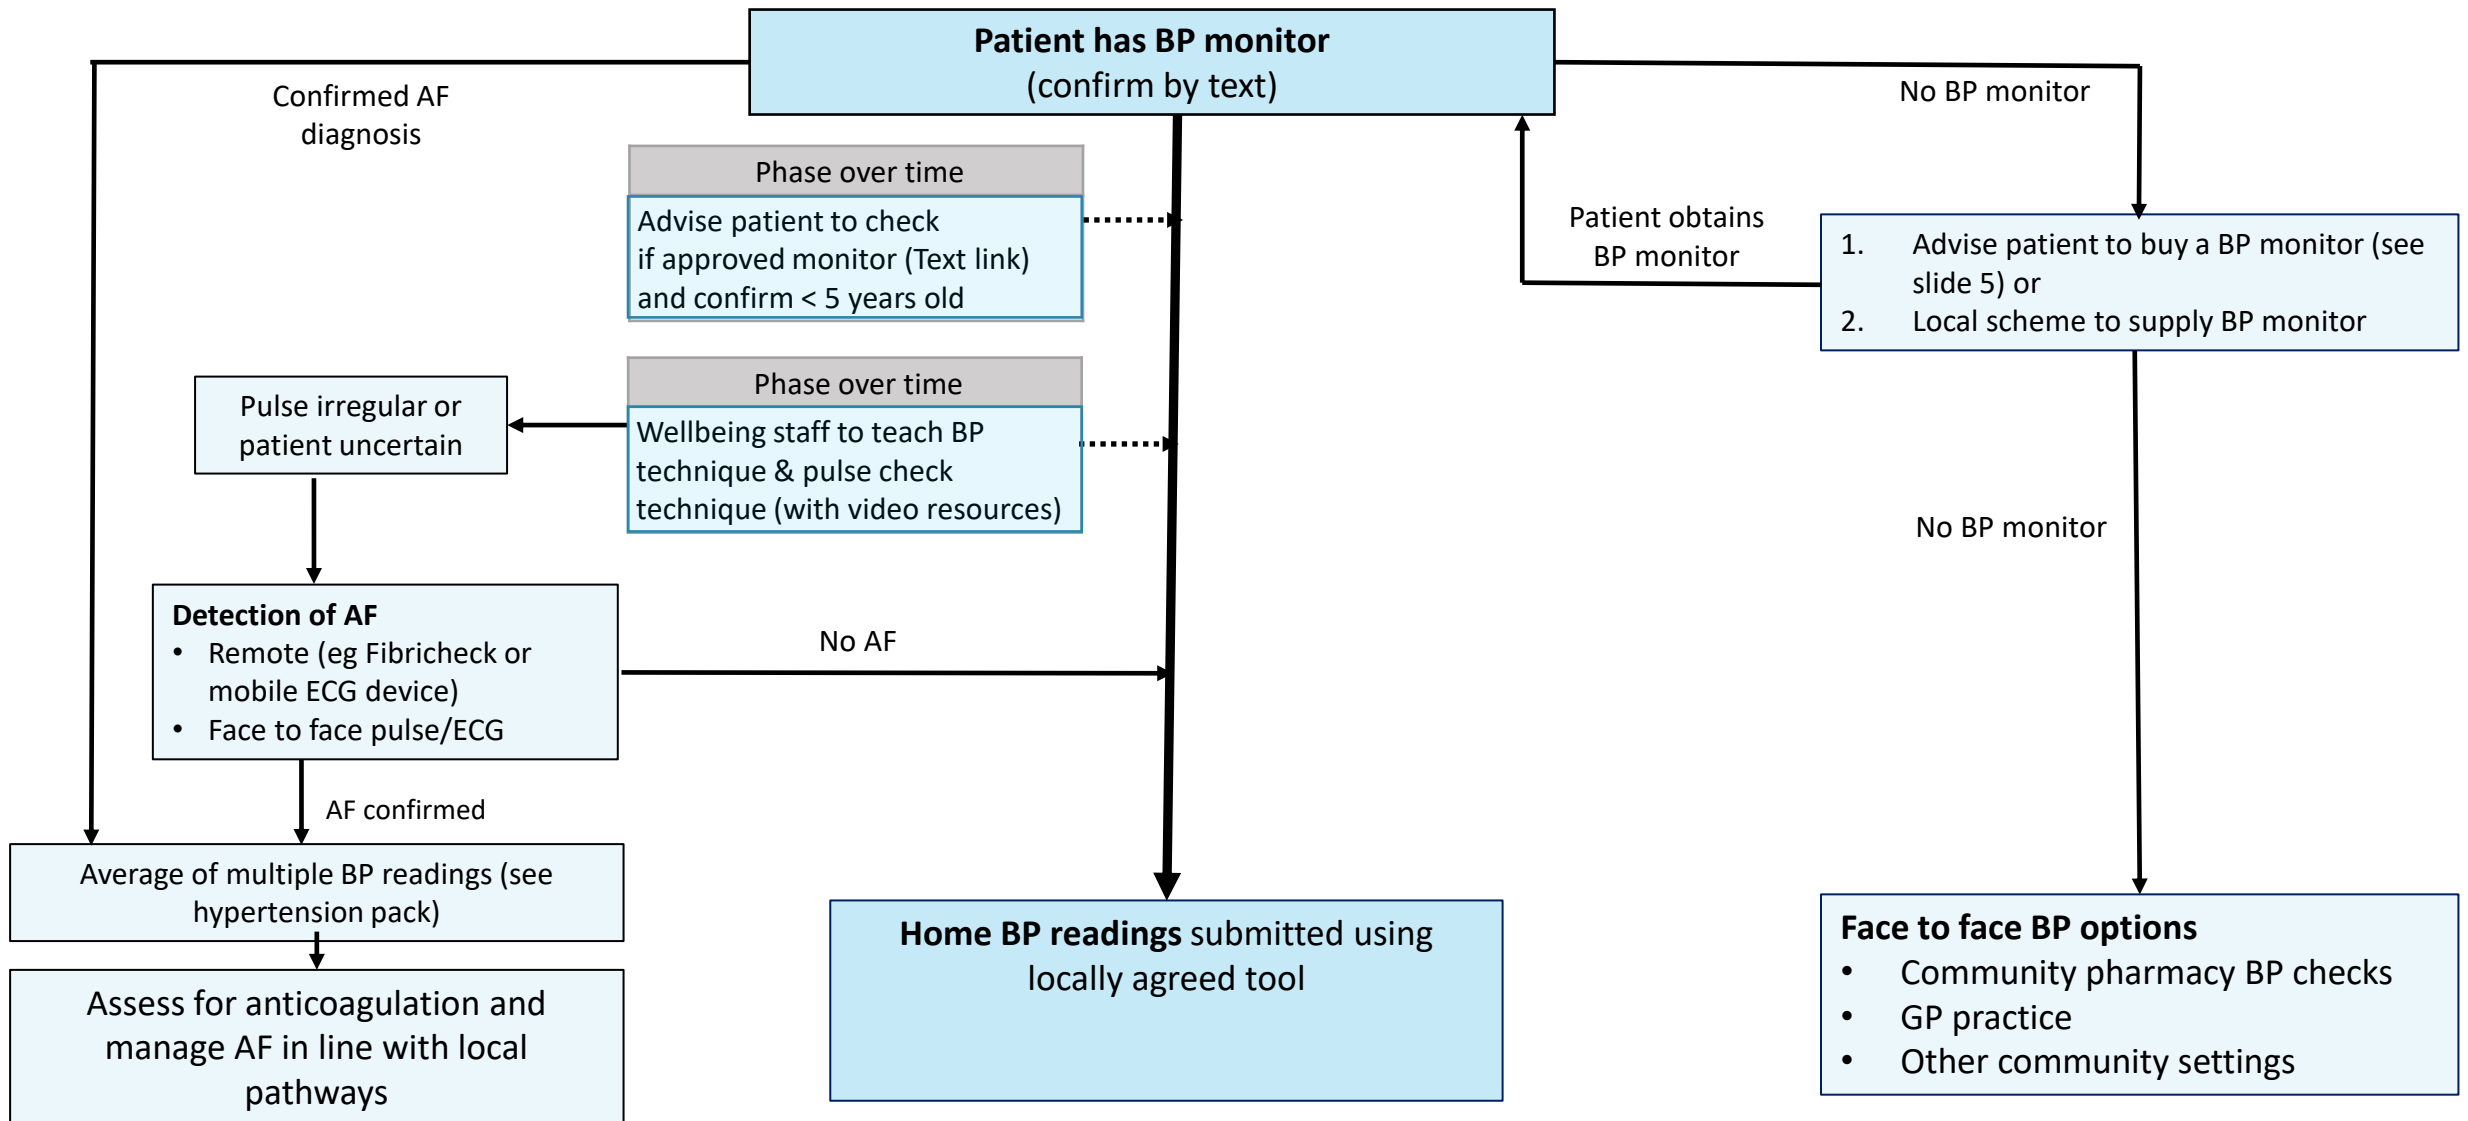 Patient has BP monitor
(confirm by text)
Confirmed AF
diagnosis
No BP monitor
Phase over time
Advise patient to check
if approved monitor (Text link)
and confirm < 5 years old
Patient obtains
BP monitor
1. Advise patient to buy a BP monitor (see
slide 5) or
2. Local scheme to supply BP monitor
Phase over time
Wellbeing staff to teach BP
technique & pulse check
technique (with video resources)
Pulse irregular or
patient uncertain
No BP monitor
Detection of AF
• Remote (eg Fibricheck or
mobile ECG device)
• Face to face pulse/ECG
No AF
AF confirmed
Average of multiple BP readings (see
hypertension pack)
Assess for anticoagulation and
manage AF in line with local
pathways
Home BP readings submitted using
locally agreed tool
Face to face BP options
• Community pharmacy BP checks
• GP practice
• Other community settings